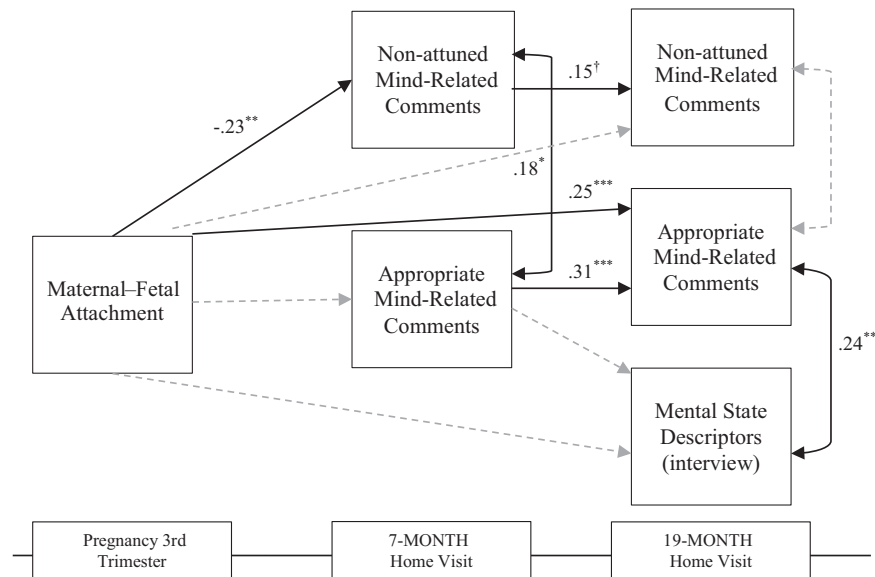 Non-attuned
Mind-Related
Comments
Non-attuned
Mind-Related
Comments
.15†
-.23**
.18*
.25***
Maternal–Fetal
Attachment
Appropriate
Mind-Related
Comments
.31***
Appropriate
Mind-Related
Comments
.24**
Mental State
Descriptors
(interview)
Pregnancy 3rd
Trimester
7-MONTH
Home Visit
19-MONTH
Home Visit